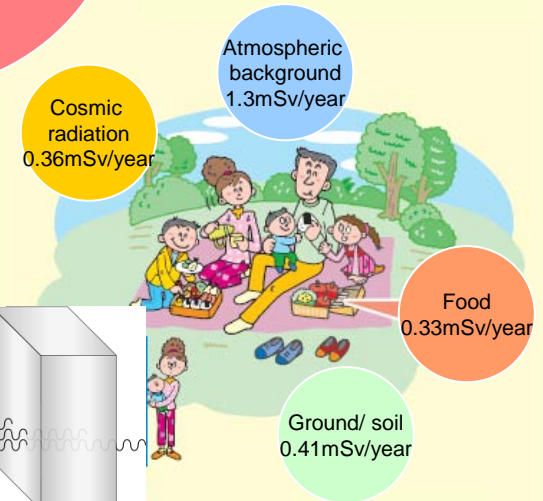 Atmospheric
background
1.3mSv/year
Cosmic
radiation
0.36mSv/year
Food
0.33mSv/year
Ground/ soil
0.41mSv/year